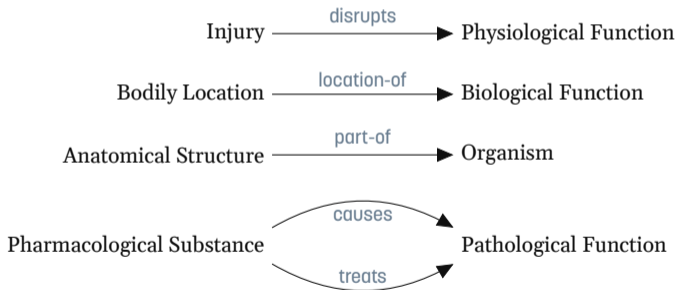 disrupts
Injury Physiological Function
location-of
Bodily Location Biological Function
part-of
Anatomical Structure Organism
causes
Pharmacological Substance Pathological Function
treats